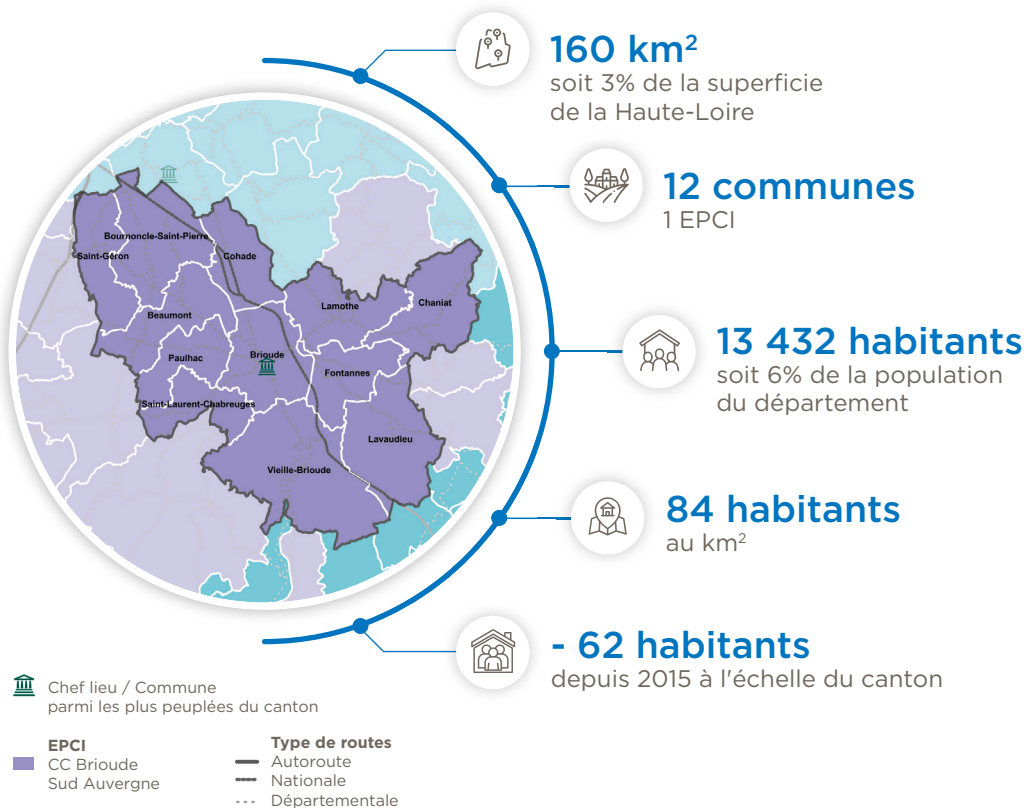 160 km²
soit 3% de la superficie
de la Haute-Loire
12 communes
1 EPCI
13 432 habitants
soit 6% de la population
du département
84 habitants
au km²
- 62 habitants
depuis 2015 à l'échelle du canton
Bournoncle-Saint-Pierre
Saint-Géron
Cohade
Lamothe
Chaniat
Beaumont
Paulhac
Brioude
Fontannes
Saint-Laurent-Chabreuges
Lavaudieu
Vieille-Brioude
Chef lieu / Commune
parmi les plus peuplées du canton
EPCI
CC Brioude
Sud Auvergne
Type de routes
Autoroute
Nationale
Départementale